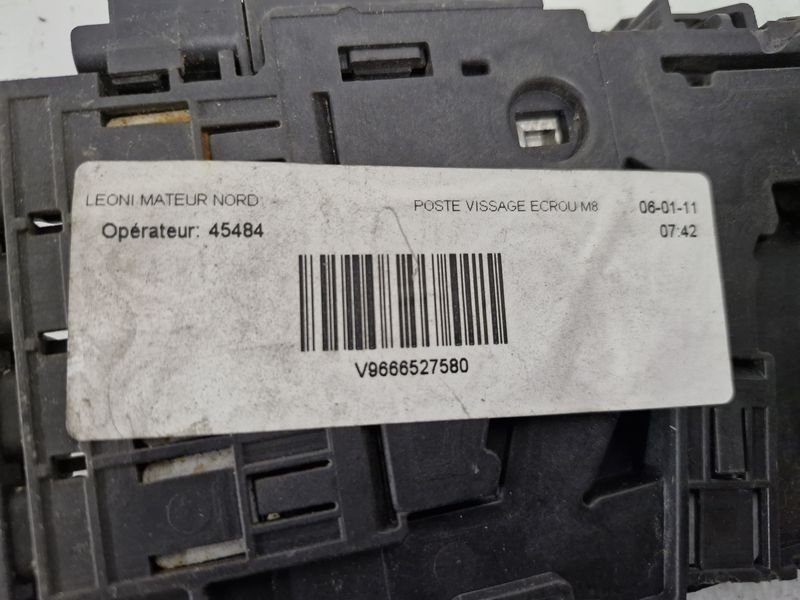 LEONI MATEUR NORD POSTE VISSAGE ECROU M8 06-01-11
Opérateur: 45484 07:42
V9666527580